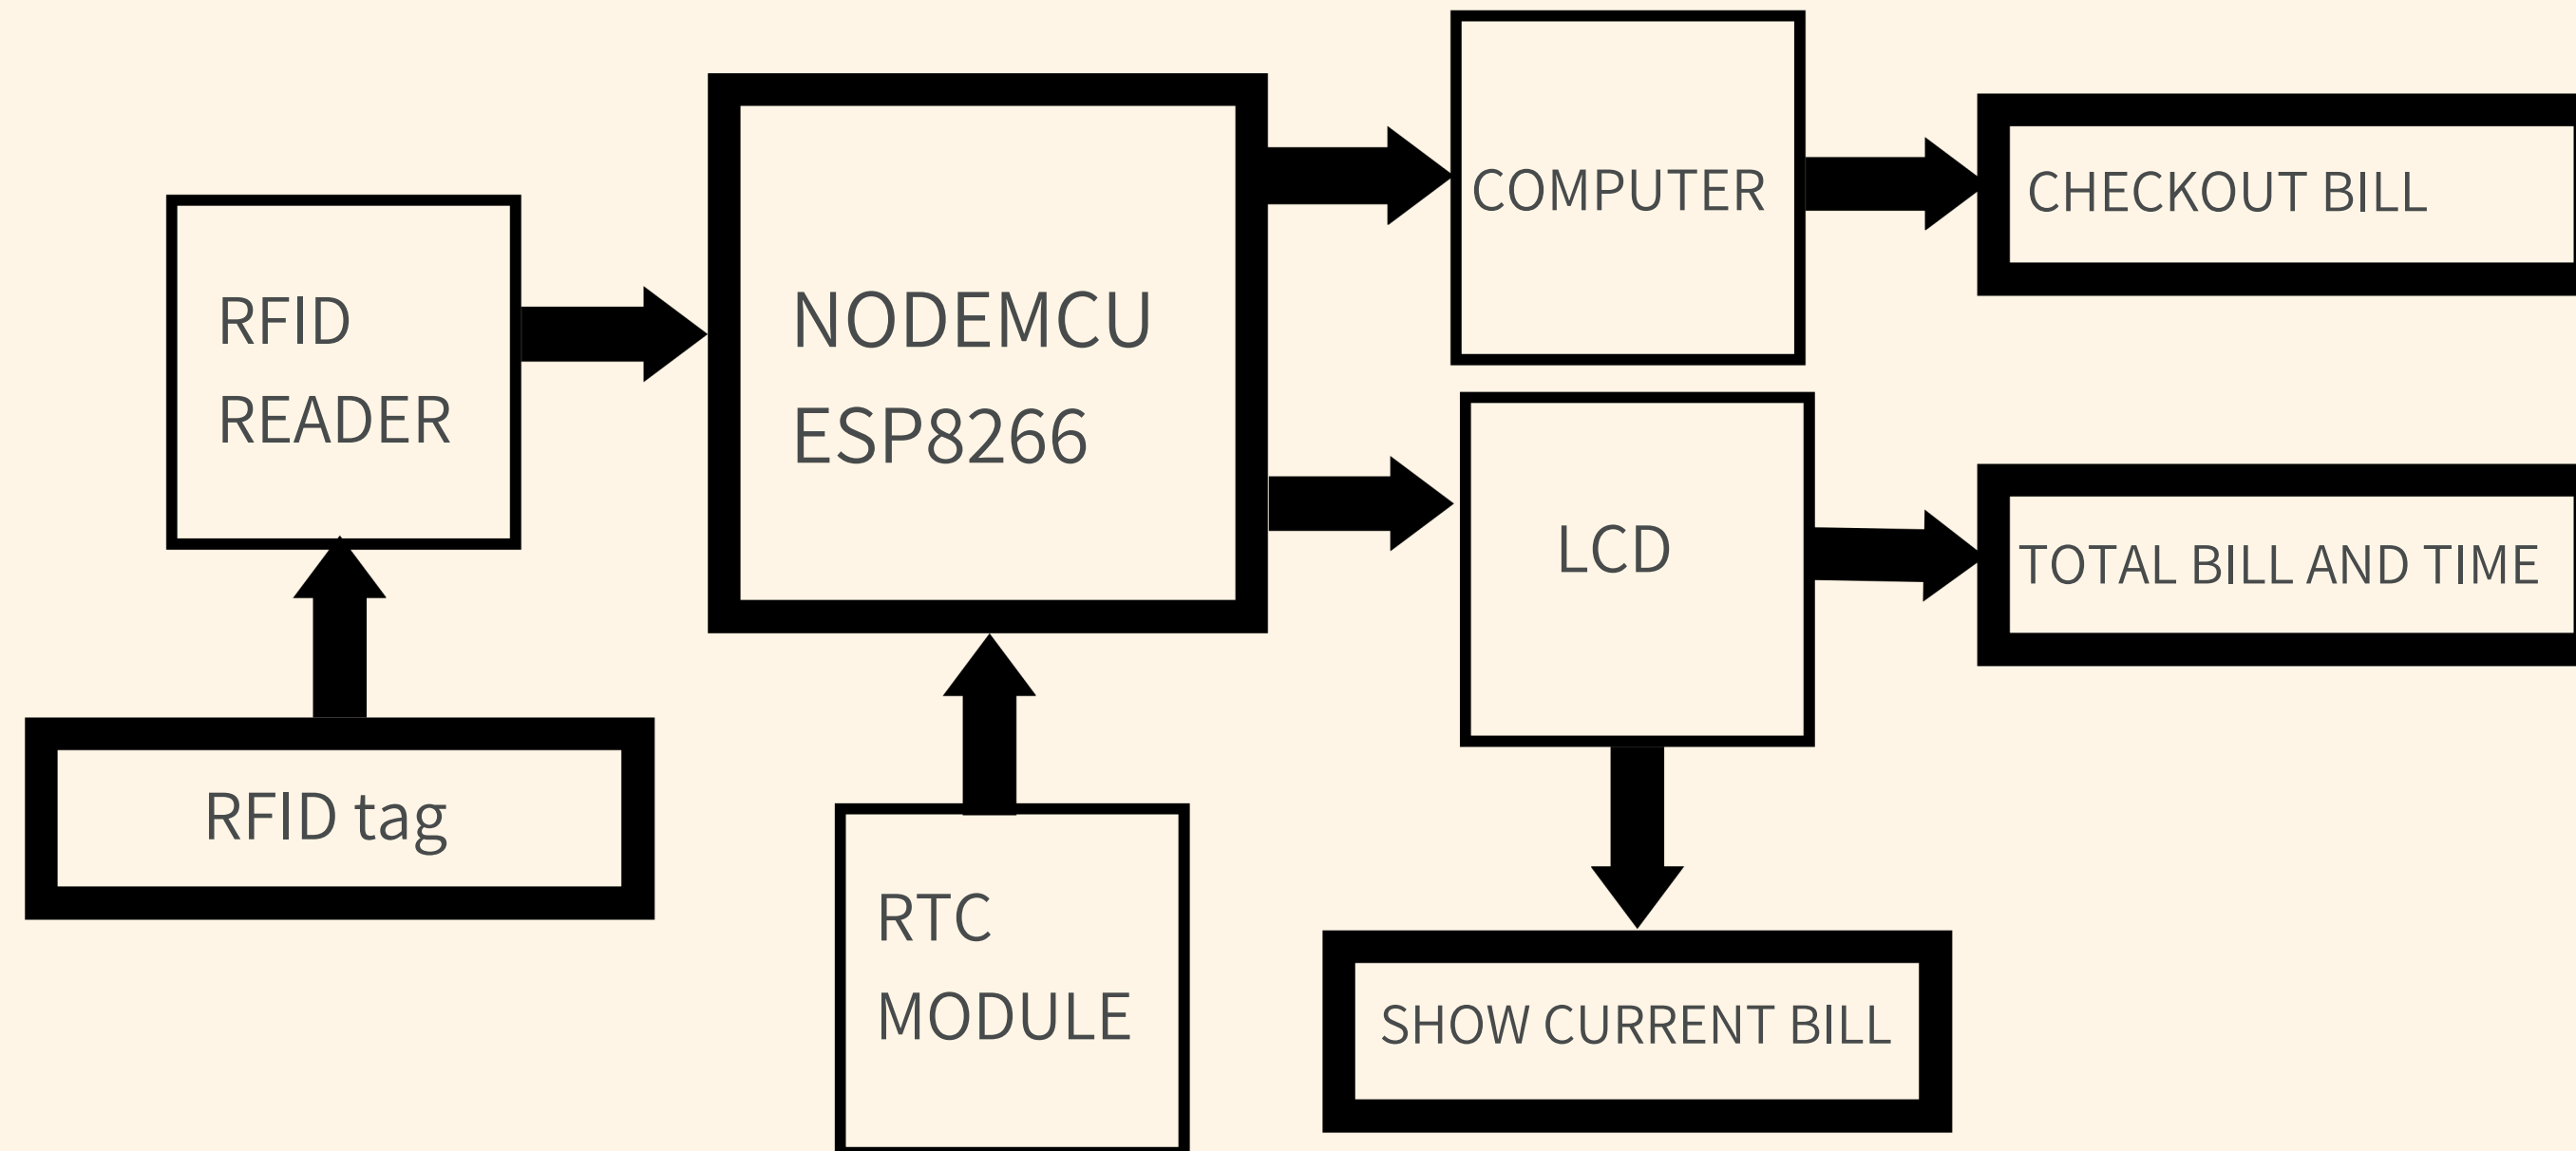 RFID
READER
RFID tag
NODEMCU
ESP8266
RTC
MODULE
COMPUTER
CHECKOUT BILL
LCD
TOTAL BILL AND TIME
SHOW CURRENT BILL